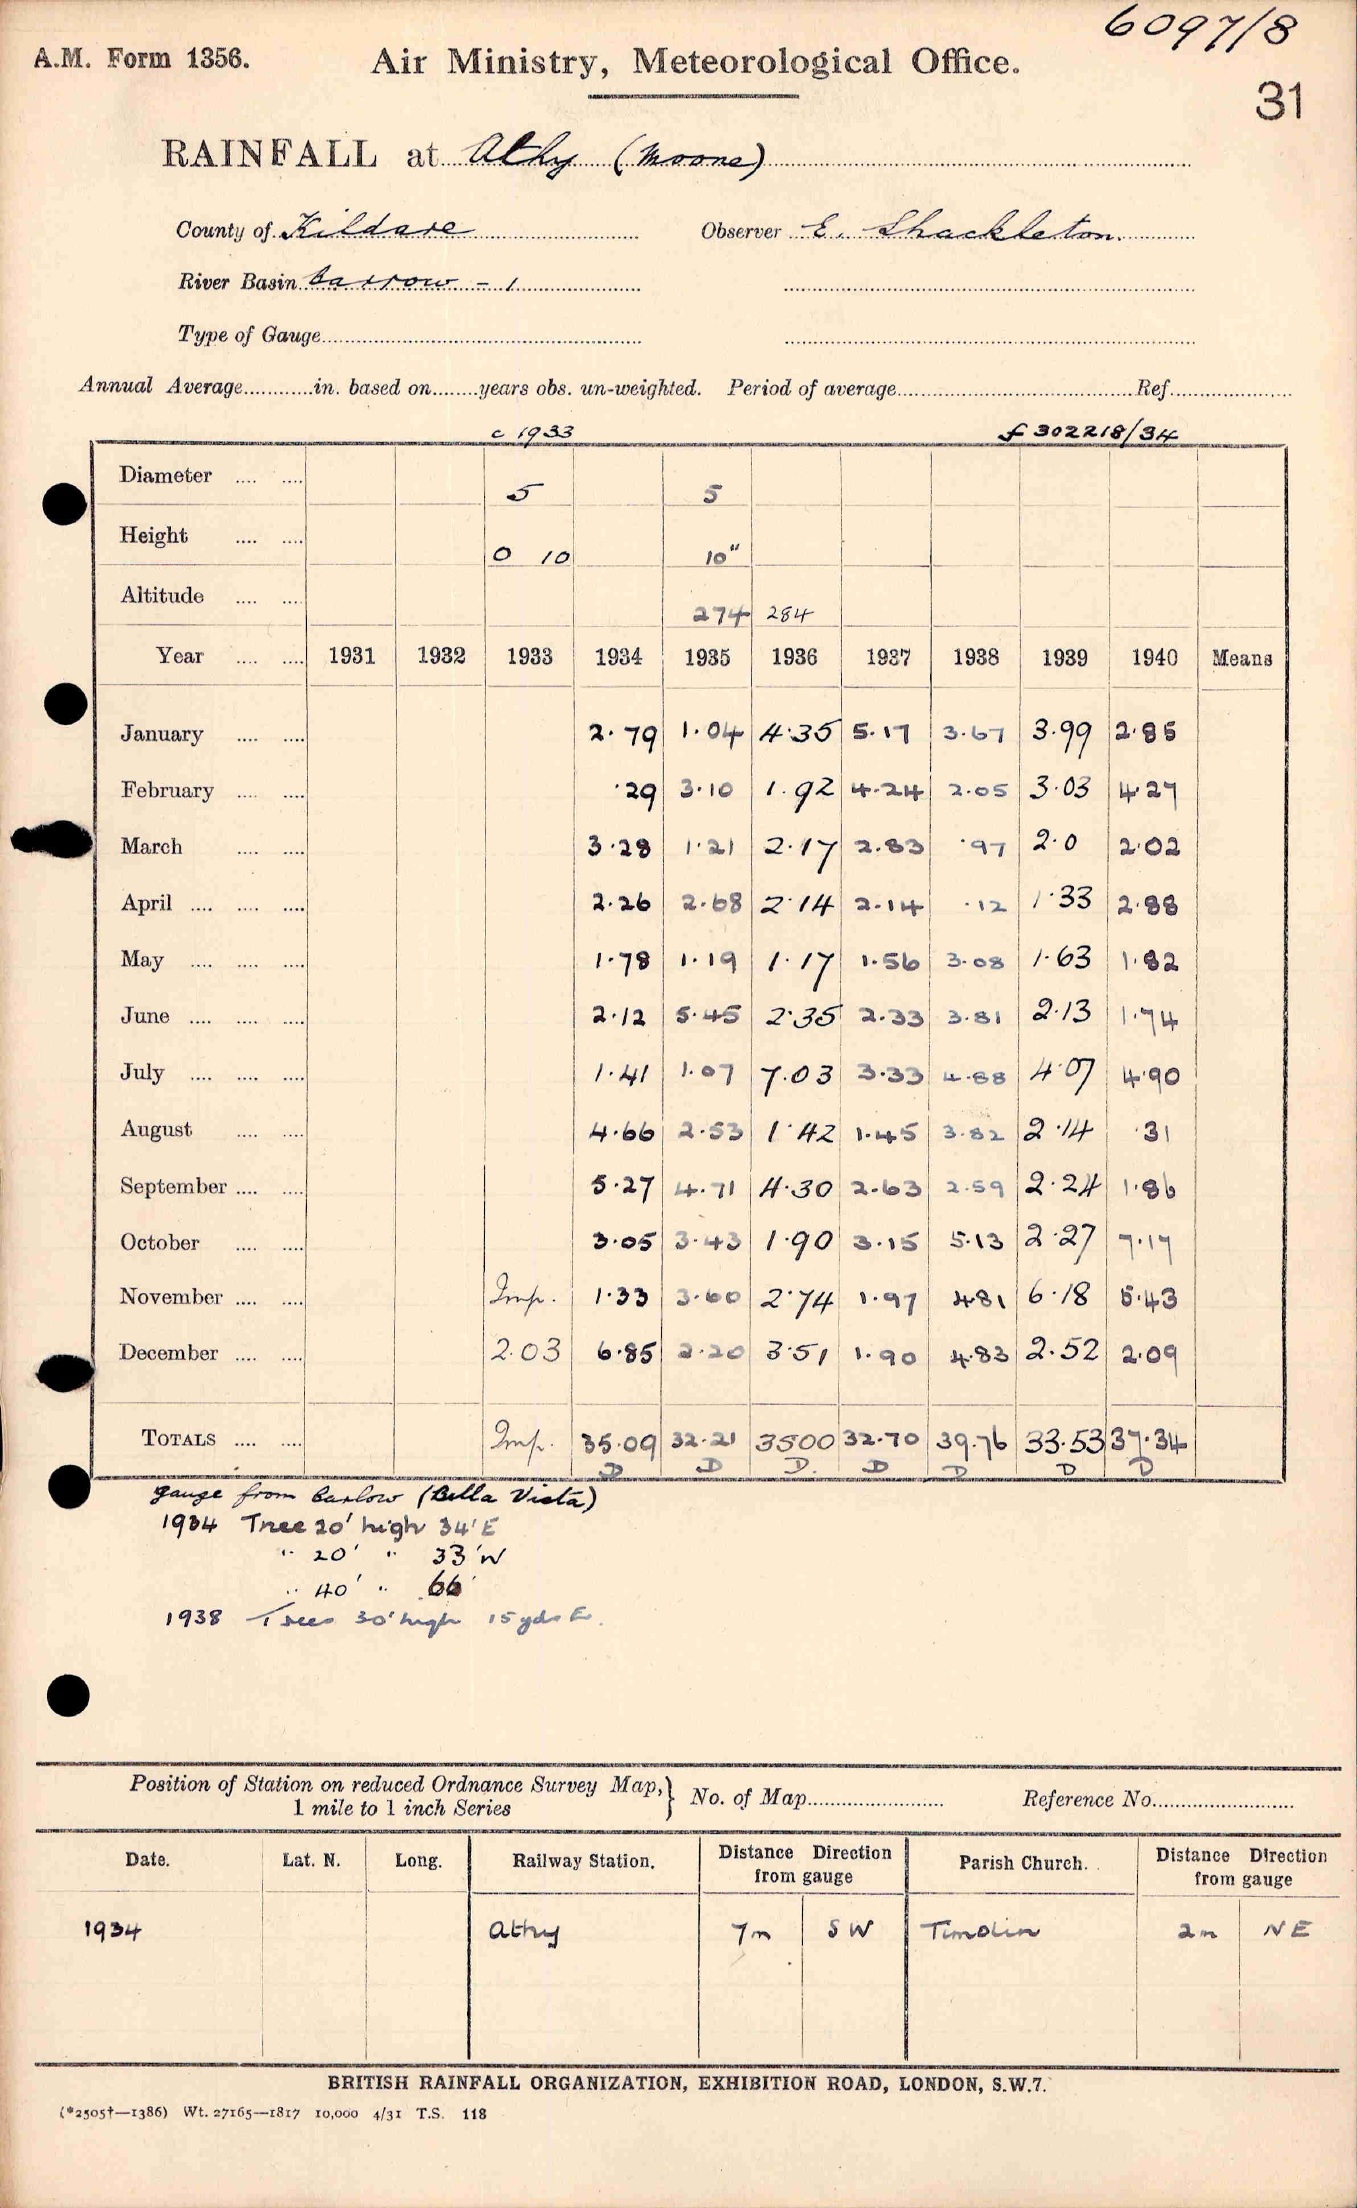 6097/8
A.M. Form 1356. Air Ministry, Meteorological Office.
31
RAINFALL at Athy (Moone)
County of Kildare Observer E. Shackleton.
River Basin Barrow - 1
Type of Gauge
Annual Average in. based on years obs. un-weighted. Period of average Ref.
c 1933 f 302218/34
Diameter 5 5
Height 0 10 10"
Altitude 274 284
Year 1931 1932 1933 1934 1935 1936 1937 1938 1939 1940 Means
January 2.79 1.04 4.35 5.17 3.67 3.99 2.85
February .29 3.10 1.92 4.24 2.05 3.03 4.27
March 3.28 1.21 2.17 2.83 .97 2.0 2.02
April 2.26 2.68 2.14 2.14 .12 1.33 2.88
May 1.78 1.19 1.17 1.56 3.08 1.63 1.82
June 2.12 5.45 2.35 2.33 3.81 2.13 1.74
July 1.41 1.07 7.03 3.33 4.88 4.07 4.90
August 4.66 2.53 1.42 1.45 3.82 2.14 .31
September 5.27 4.71 4.30 2.63 2.59 2.24 1.86
October 3.05 3.43 1.90 3.15 5.13 2.27 7.17
November Imp. 1.33 3.60 2.74 1.97 4.81 6.18 5.43
December 2.03 6.85 2.20 3.51 1.90 4.83 2.52 2.09
TOTALS Imp. 35.09 32.21 35.00 32.70 39.76 33.53 37.34
D D D. D D D D
gauge from Carlow (Bella Vista)
1934 Tree 20' high 34' E
" 20' " 33' W
" 40' " 66'
1938 Trees 30' high 15 yds E.
Position of Station on reduced Ordnance Survey Map, } No. of Map Reference No.
1 mile to 1 inch Series
Date. Lat. N. Long. Railway Station. Distance Direction from gauge Parish Church. Distance Direction from gauge
1934 Athy 7m SW Timolin 2m NE
BRITISH RAINFALL ORGANIZATION, EXHIBITION ROAD, LONDON, S.W.7.
(*2505†—1386) Wt. 27165—1817 10,000 4/31 T.S. 118